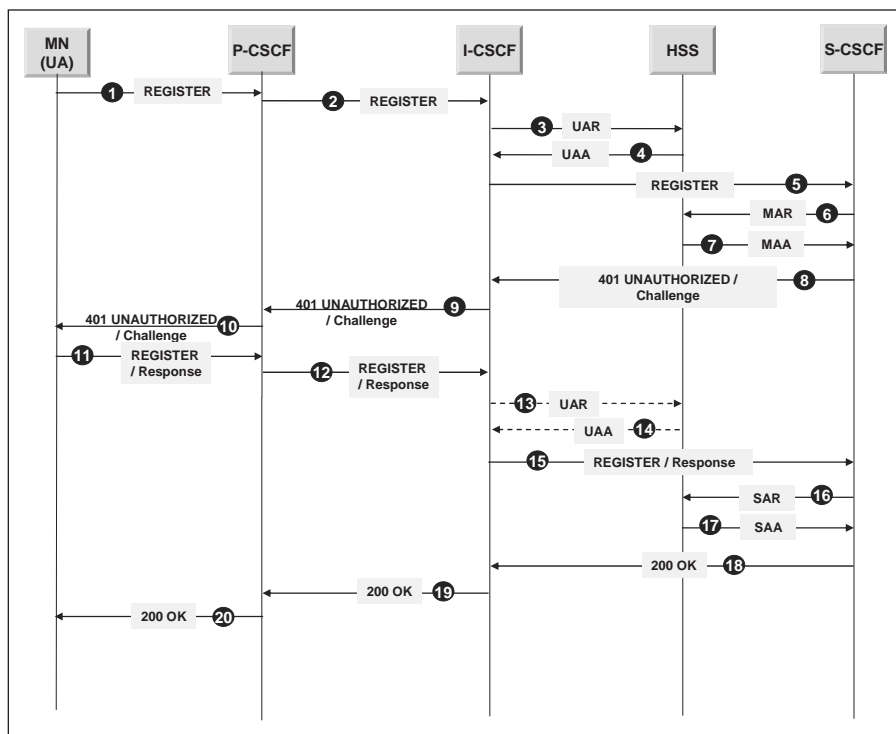 MN
(UA)
P-CSCF
I-CSCF
HSS
S-CSCF
1 REGISTER
2 REGISTER
3 UAR
UAA 4
REGISTER 5
MAR 6
7 MAA
401 UNAUTHORIZED / 8
Challenge
401 UNAUTHORIZED 9
/ Challenge
401 UNAUTHORIZED 10
/ Challenge
11 REGISTER
/ Response
12 REGISTER
/ Response
13 UAR
UAA 14
15 REGISTER / Response
SAR 16
17 SAA
200 OK 18
200 OK 19
200 OK 20